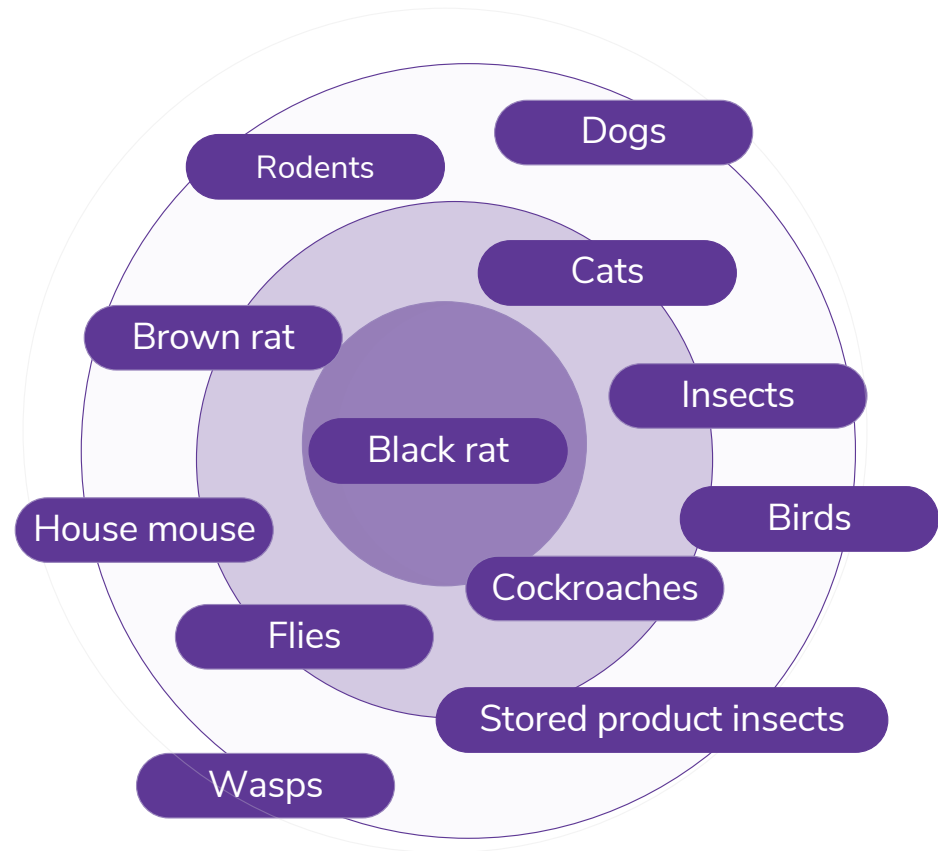 Dogs
Rodents
Cats
Brown rat
Insects
Black rat
Birds
House mouse
Cockroaches
Flies
Stored product insects
Wasps